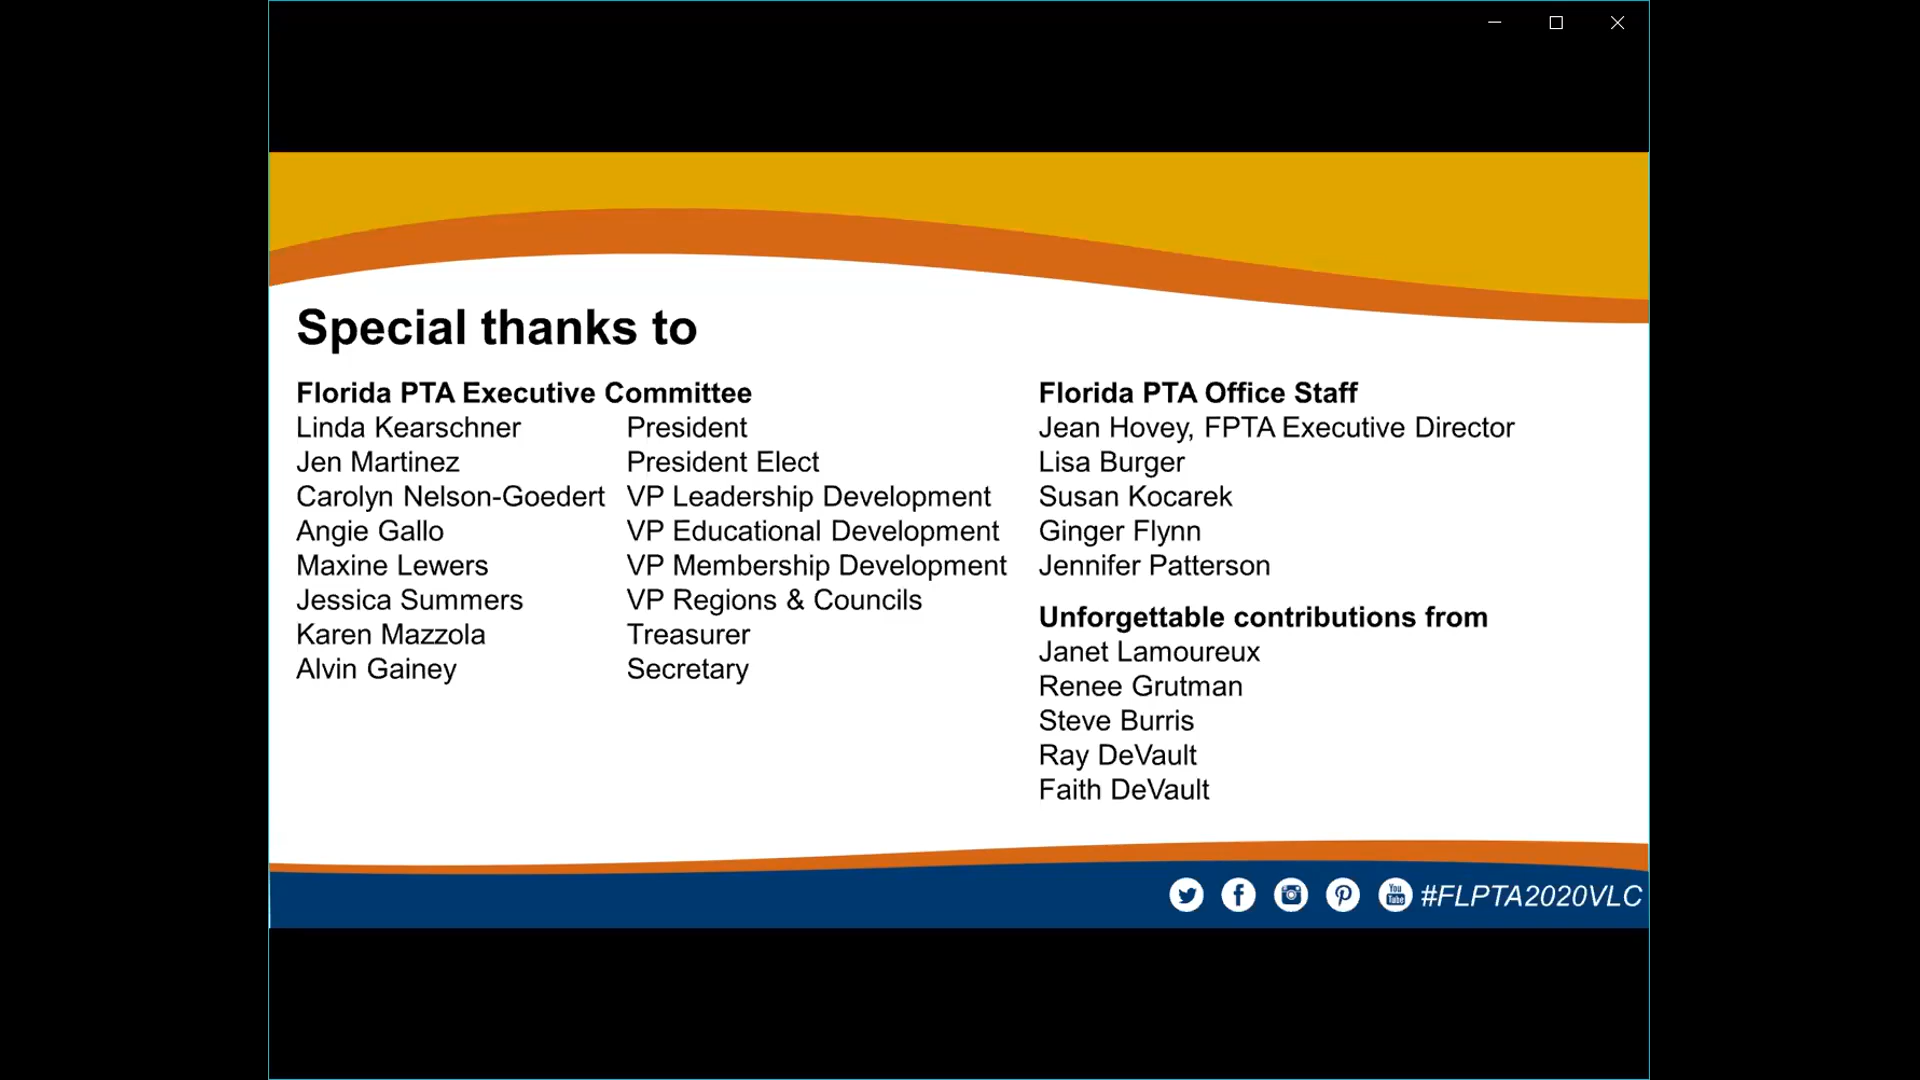 Special thanks to
Florida PTA Executive Committee
Linda Kearschner President
Jen Martinez President Elect
Carolyn Nelson-Goedert VP Leadership Development
Angie Gallo VP Educational Development
Maxine Lewers VP Membership Development
Jessica Summers VP Regions & Councils
Karen Mazzola Treasurer
Alvin Gainey Secretary
Florida PTA Office Staff
Jean Hovey, FPTA Executive Director
Lisa Burger
Susan Kocarek
Ginger Flynn
Jennifer Patterson
Unforgettable contributions from
Janet Lamoureux
Renee Grutman
Steve Burris
Ray DeVault
Faith DeVault
You
Tube
#FLPTA2020VLC